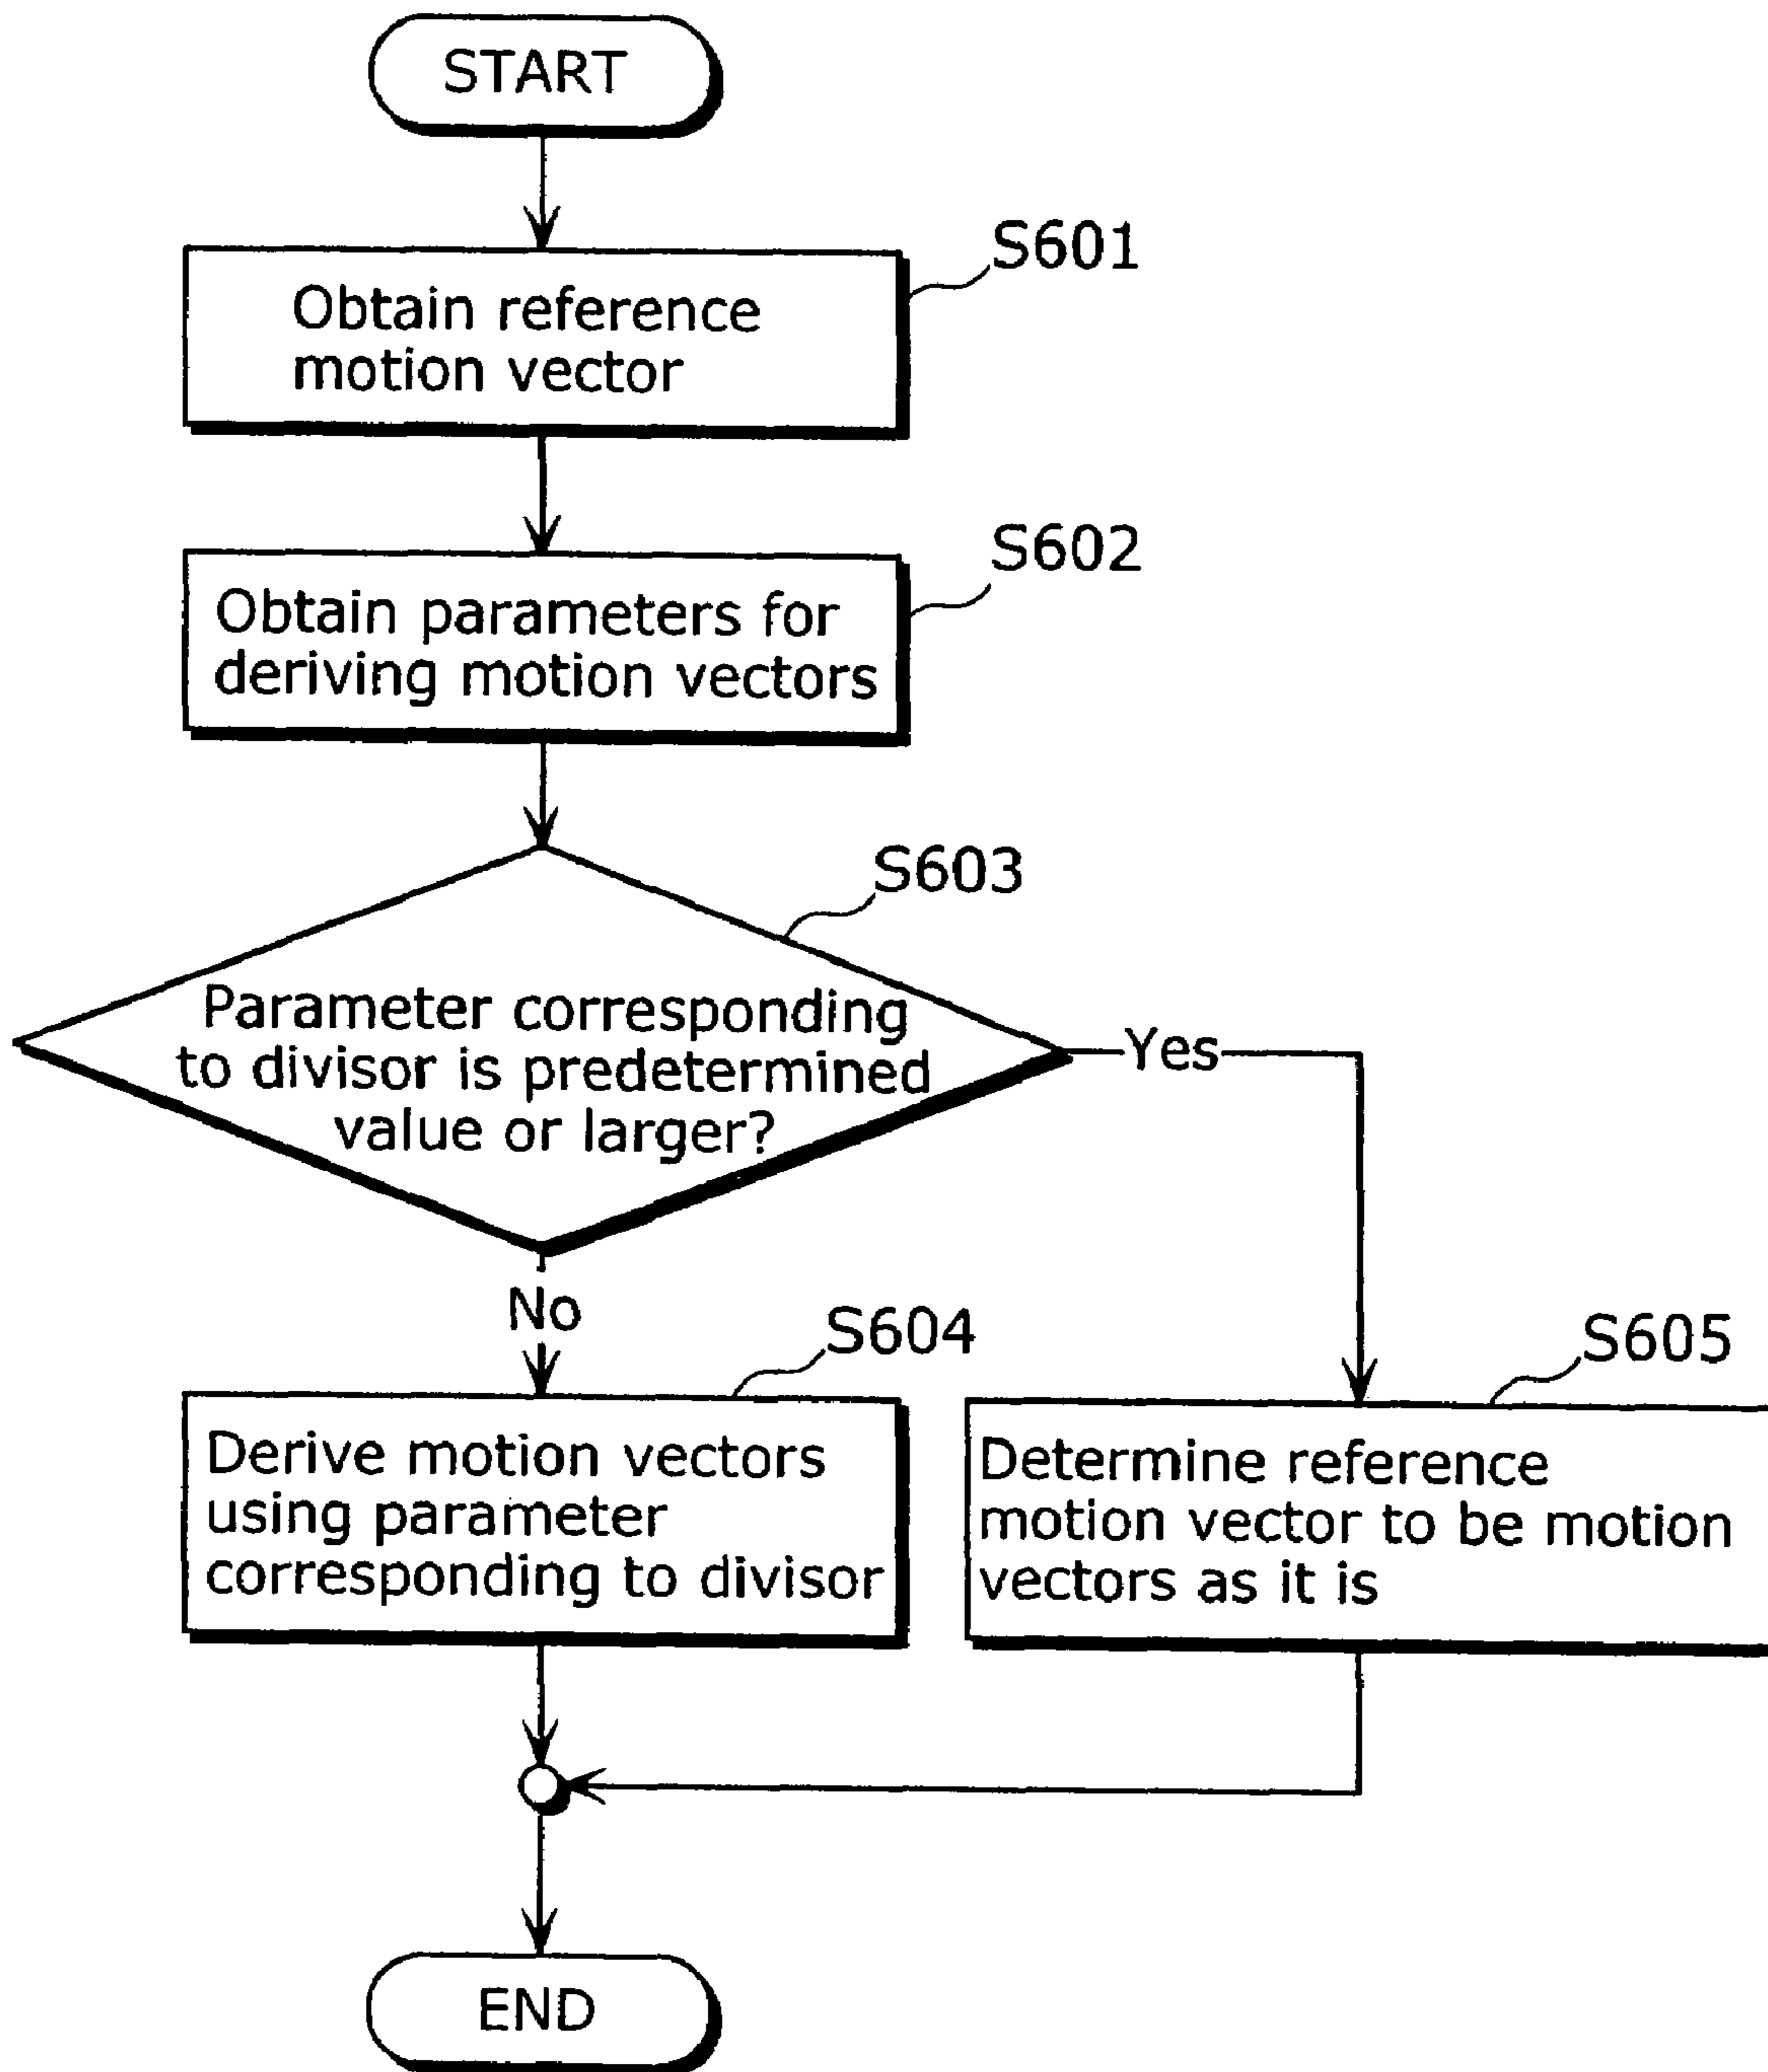 START
S601
Obtain reference
motion vector
S602
Obtain parameters for
deriving motion vectors
S603
Parameter corresponding
to divisor is predetermined
value or larger?
Yes
No
S604
Derive motion vectors
using parameter
corresponding to divisor
S605
Determine reference
motion vector to be motion
vectors as it is
END